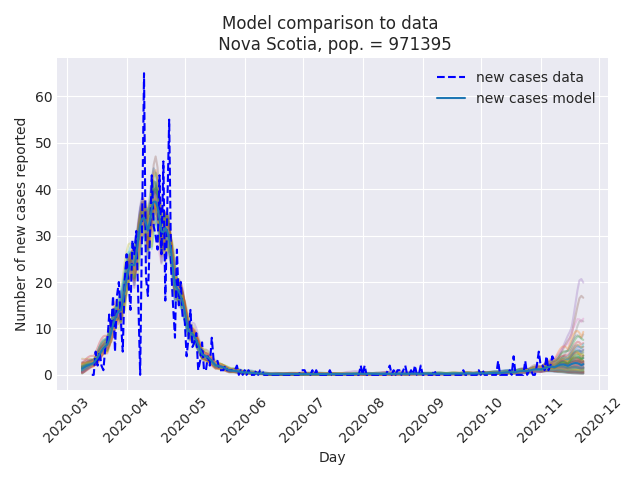 Model comparison to data
Nova Scotia, pop. = 971395
new cases data
new cases model
Number of new cases reported
60
50
40
30
20
10
0
2020-03
2020-04
2020-05
2020-06
2020-07
2020-08
2020-09
2020-10
2020-11
2020-12
Day